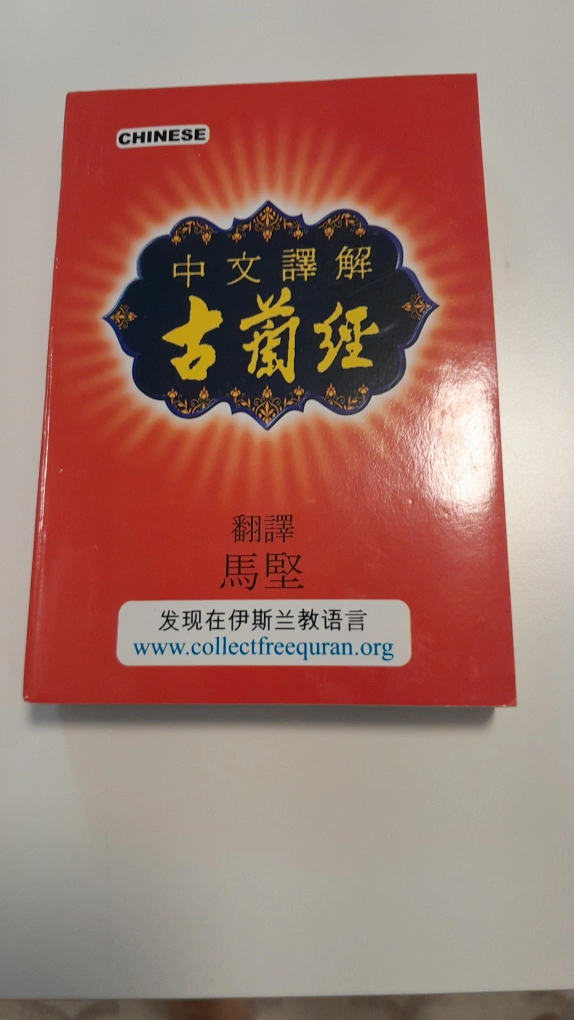 CHINESE
中文譯解
古蘭經
翻譯
馬堅
发现在伊斯兰教语言
www.collectfreequran.org